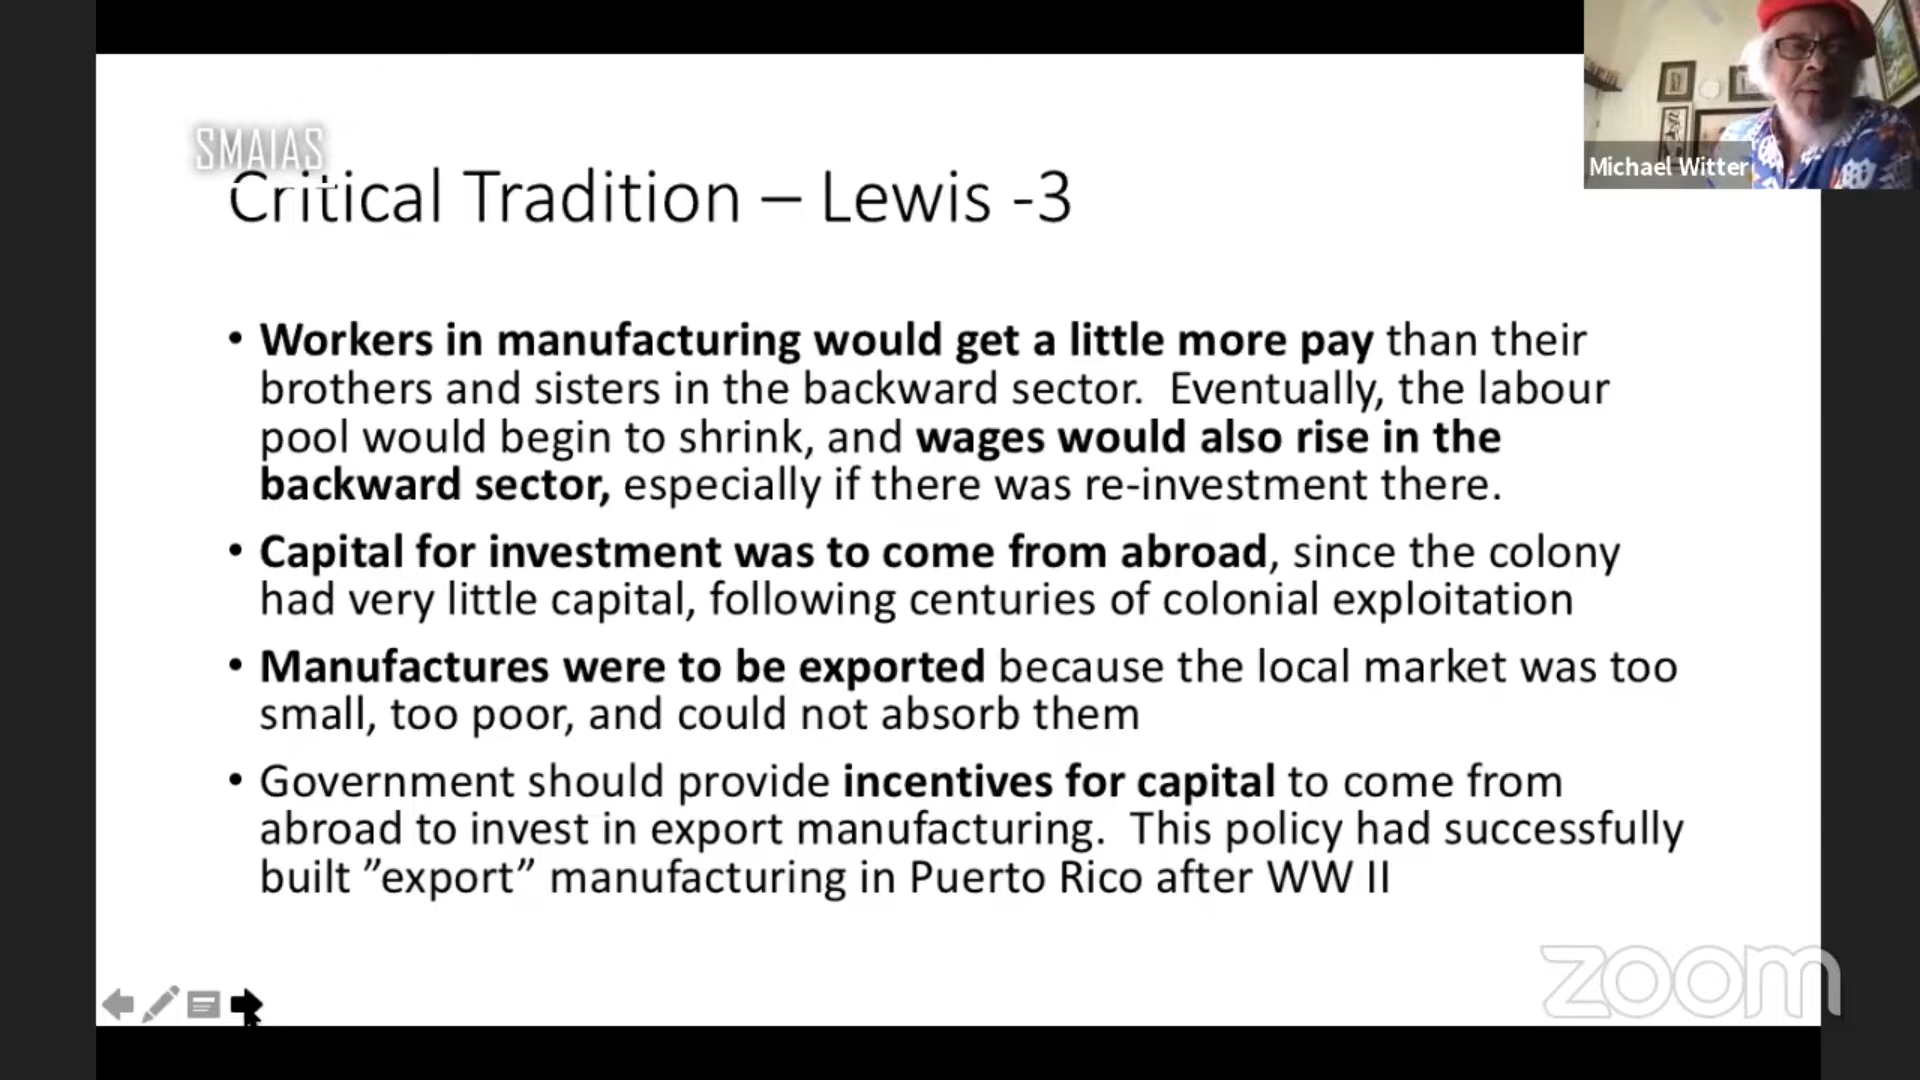 SMAIAS
Michael Witter
Critical Tradition – Lewis -3
• Workers in manufacturing would get a little more pay than their
brothers and sisters in the backward sector.  Eventually, the labour
pool would begin to shrink, and wages would also rise in the
backward sector, especially if there was re-investment there.
• Capital for investment was to come from abroad, since the colony
had very little capital, following centuries of colonial exploitation
• Manufactures were to be exported because the local market was too
small, too poor, and could not absorb them
• Government should provide incentives for capital to come from
abroad to invest in export manufacturing.  This policy had successfully
built ”export” manufacturing in Puerto Rico after WW II
zoom